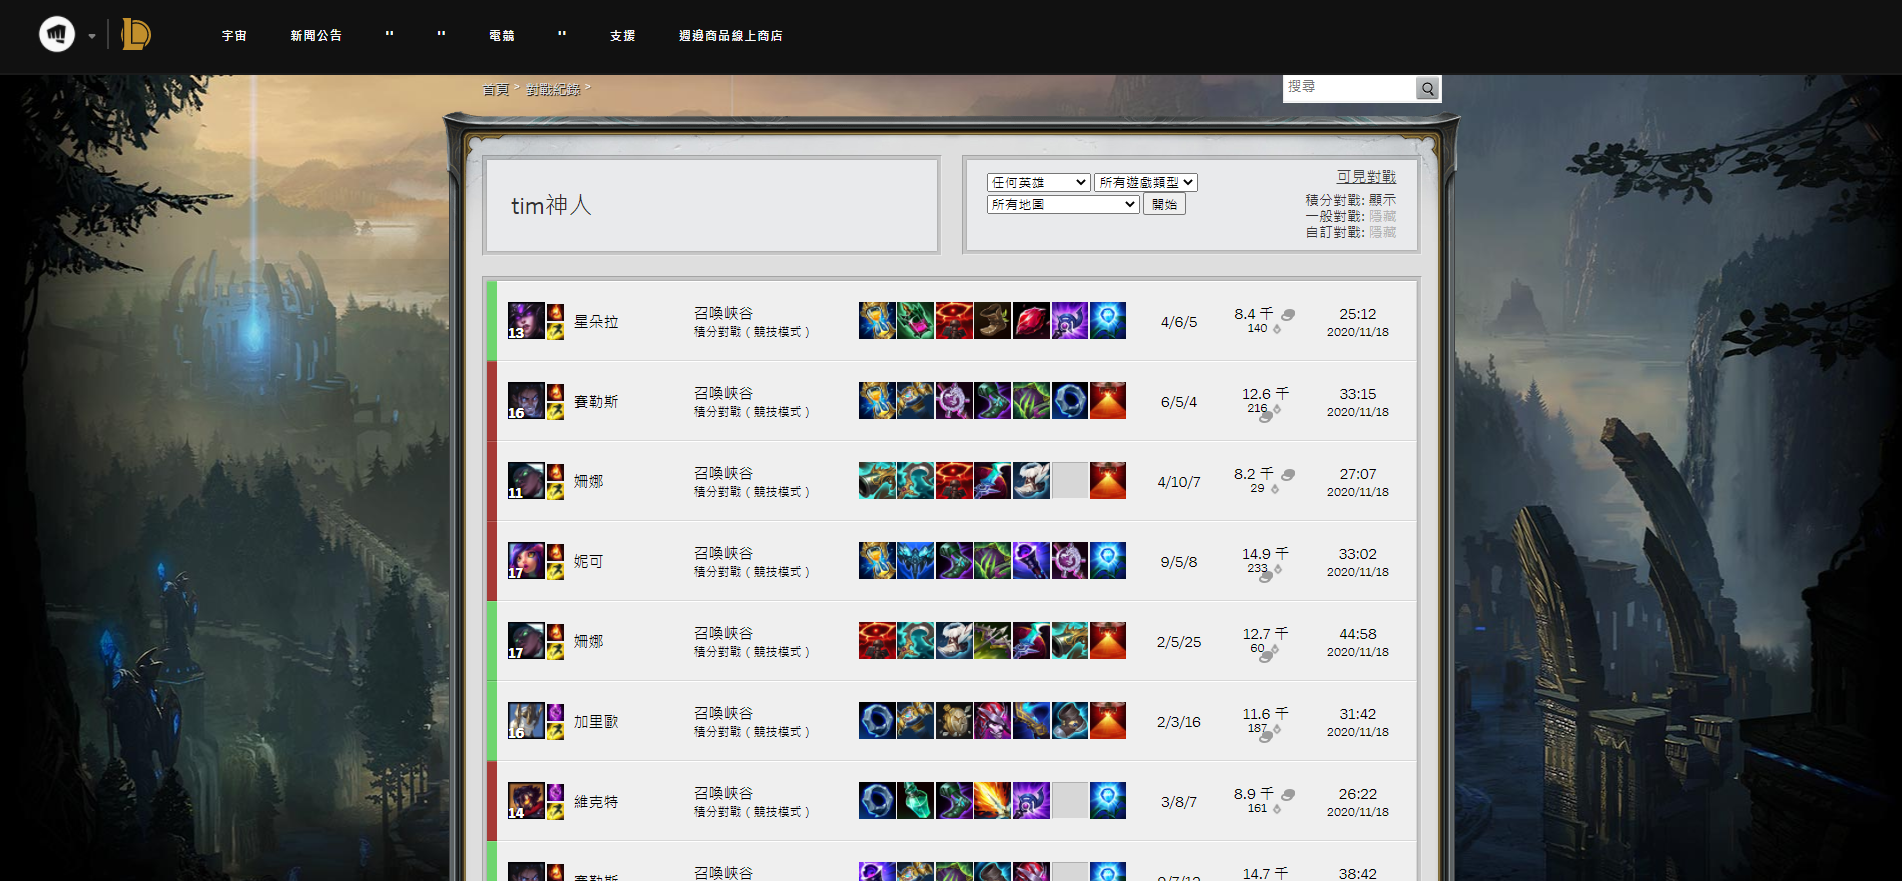 宇宙 新聞公告 " " 電競 " 支援 週邊商品線上商店
首頁 > 對戰紀錄 >
搜尋
tim神人
任何英雄 所有遊戲類型
所有地圖 開始
可見對戰
積分對戰: 顯示
一般對戰: 隱藏
自訂對戰: 隱藏
13 星朵拉 召喚峽谷 4/6/5 8.4 千 25:12
積分對戰 ( 競技模式 ) 140 2020/11/18
16 賽勒斯 召喚峽谷 6/5/4 12.6 千 33:15
積分對戰 ( 競技模式 ) 216 2020/11/18
11 姍娜 召喚峽谷 4/10/7 8.2 千 27:07
積分對戰 ( 競技模式 ) 29 2020/11/18
17 妮可 召喚峽谷 9/5/8 14.9 千 33:02
積分對戰 ( 競技模式 ) 233 2020/11/18
17 姍娜 召喚峽谷 2/5/25 12.7 千 44:58
積分對戰 ( 競技模式 ) 60 2020/11/18
16 加里歐 召喚峽谷 2/3/16 11.6 千 31:42
積分對戰 ( 競技模式 ) 187 2020/11/18
14 維克特 召喚峽谷 3/8/7 8.9 千 26:22
積分對戰 ( 競技模式 ) 161 2020/11/18
賽勒斯 召喚峽谷 14.7 千 38:42